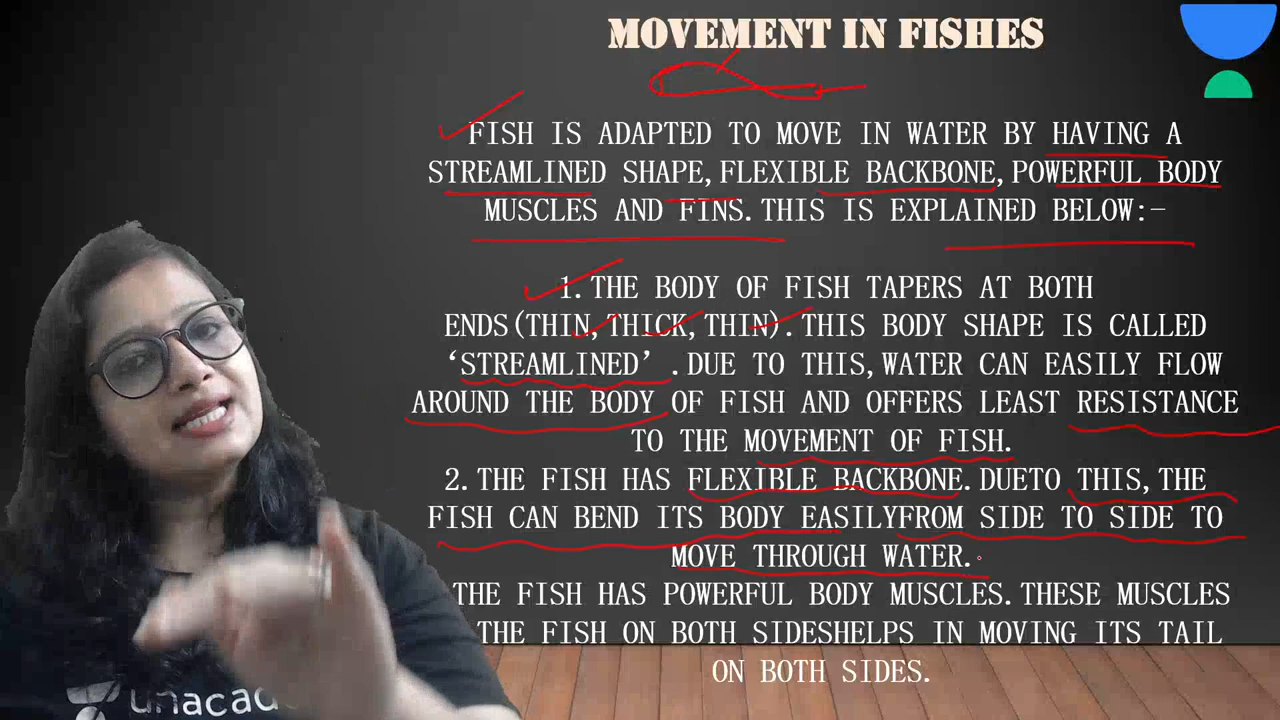 MOVEMENT IN FISHES
FISH IS ADAPTED TO MOVE IN WATER BY HAVING A
STREAMLINED SHAPE,FLEXIBLE BACKBONE,POWERFUL BODY
MUSCLES AND FINS.THIS IS EXPLAINED BELOW:-
1.THE BODY OF FISH TAPERS AT BOTH
ENDS(THIN,THICK,THIN).THIS BODY SHAPE IS CALLED
‘STREAMLINED’ .DUE TO THIS,WATER CAN EASILY FLOW
AROUND THE BODY OF FISH AND OFFERS LEAST RESISTANCE
TO THE MOVEMENT OF FISH.
2.THE FISH HAS FLEXIBLE BACKBONE.DUETO THIS,THE
FISH CAN BEND ITS BODY EASILYFROM SIDE TO SIDE TO
MOVE THROUGH WATER.
THE FISH HAS POWERFUL BODY MUSCLES.THESE MUSCLES
THE FISH ON BOTH SIDESHELPS IN MOVING ITS TAIL
ON BOTH SIDES.
unacad